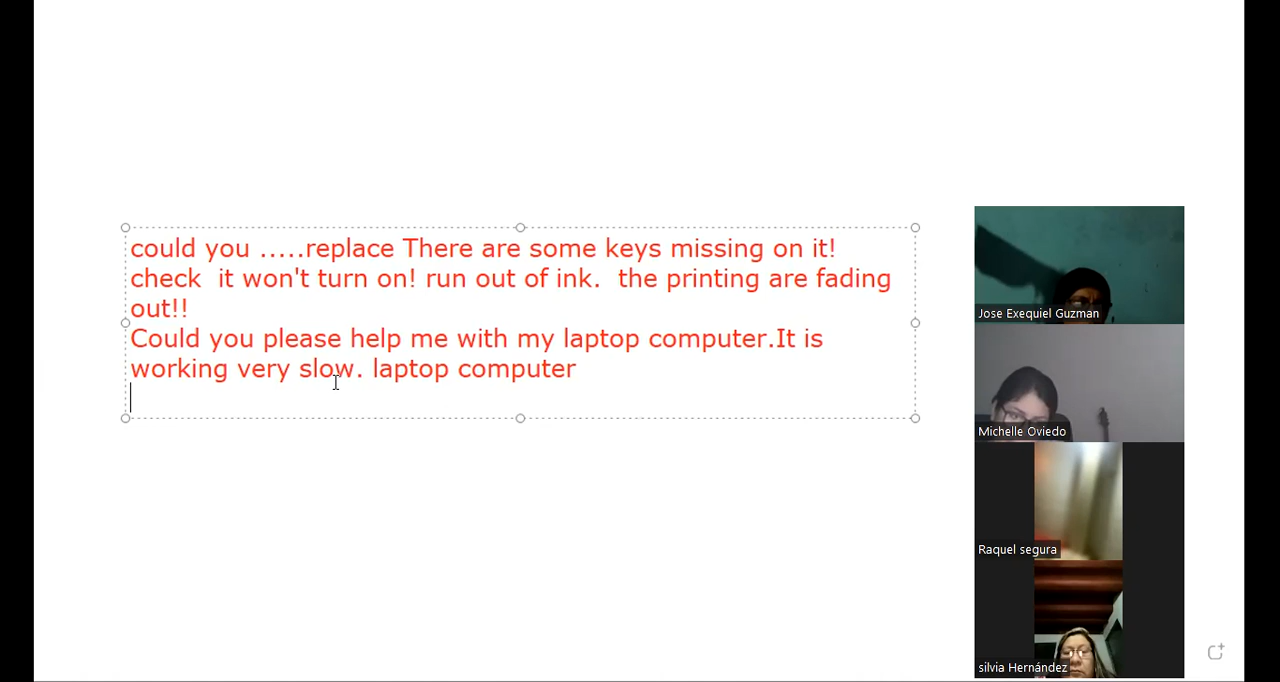 could you .....replace There are some keys missing on it!
check  it won't turn on! run out of ink.  the printing are fading
out!!
Could you please help me with my laptop computer.It is
working very slow. laptop computer
Jose Exequiel Guzman
Michelle Oviedo
Raquel segura
silvia Hernández